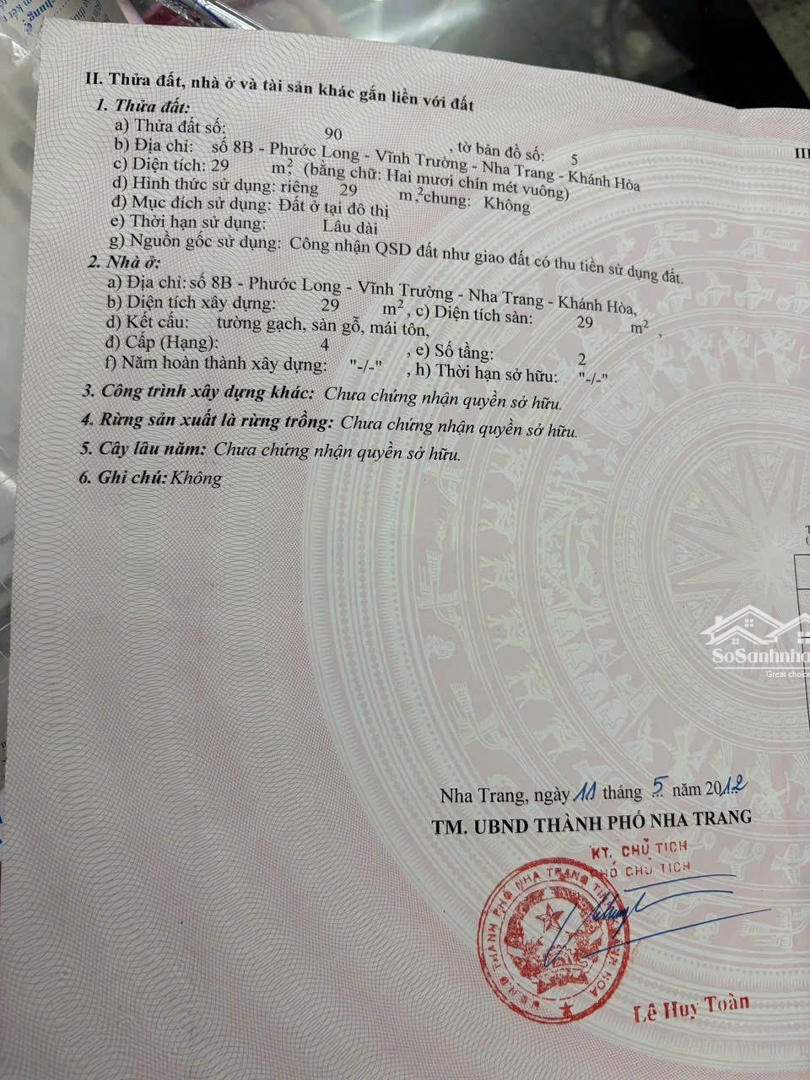 II. Thửa đất, nhà ở và tài sản khác gắn liền với đất
1. Thửa đất:
a) Thửa đất số: 90 , tờ bản đồ số: 5
b) Địa chỉ: số 8B - Phước Long - Vĩnh Trường - Nha Trang - Khánh Hòa
c) Diện tích: 29 m², (bằng chữ: Hai mươi chín mét vuông)
d) Hình thức sử dụng: riêng 29 m², chung: Không
đ) Mục đích sử dụng: Đất ở tại đô thị
e) Thời hạn sử dụng: Lâu dài
g) Nguồn gốc sử dụng: Công nhận QSD đất như giao đất có thu tiền sử dụng đất.
2. Nhà ở:
a) Địa chỉ: số 8B - Phước Long - Vĩnh Trường - Nha Trang - Khánh Hòa,
b) Diện tích xây dựng: 29 m² , c) Diện tích sàn: 29 m² ,
d) Kết cấu: tường gạch, sàn gỗ, mái tôn,
đ) Cấp (Hạng): 4 , e) Số tầng: 2
f) Năm hoàn thành xây dựng: "-/-" , h) Thời hạn sở hữu: "-/-"
3. Công trình xây dựng khác: Chưa chứng nhận quyền sở hữu.
4. Rừng sản xuất là rừng trồng: Chưa chứng nhận quyền sở hữu.
5. Cây lâu năm: Chưa chứng nhận quyền sở hữu.
6. Ghi chú: Không
III
SoSanhnha
Great choice
Nha Trang, ngày 11 tháng 5 năm 2012
TM. UBND THÀNH PHỐ NHA TRANG
KT. CHỦ TỊCH
PHÓ CHỦ TỊCH
U.B.N.D THÀNH PHỐ NHA TRANG
Lê Huy Toàn